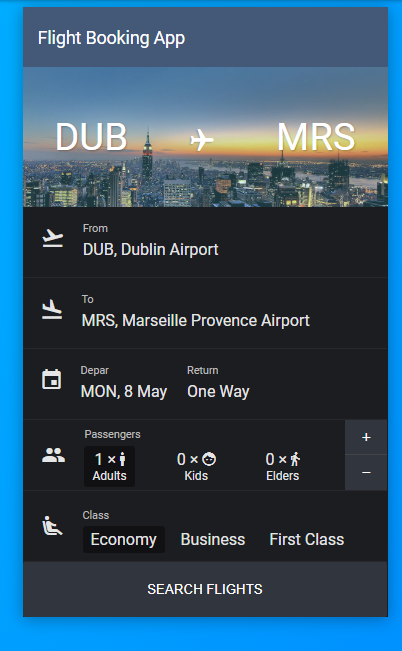 Flight Booking App
DUB MRS
From
DUB, Dublin Airport
To
MRS, Marseille Provence Airport
Depar Return
MON, 8 May One Way
Passengers
+
1 × 0 × 0 ×
Adults Kids Elders
−
Class
Economy Business First Class
SEARCH FLIGHTS